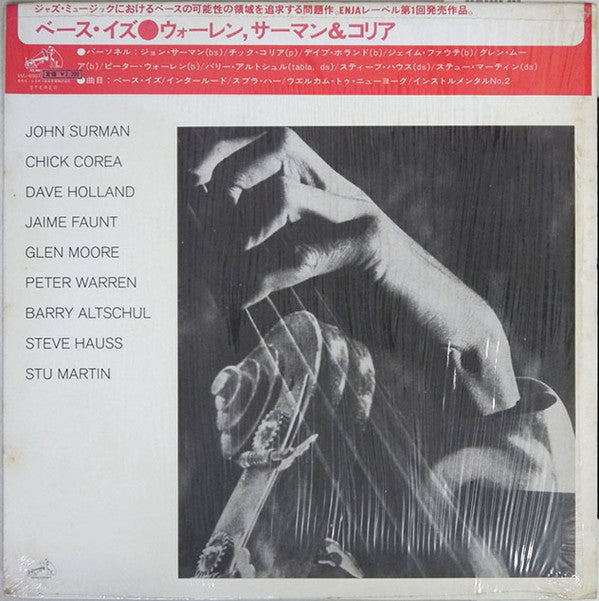 ジャズ・ミュージックにおけるベースの可能性の領域を追求する問題作。ENJAレーベル第1回発売作品。
ベース・イズ●ウォーレン,サーマン&コリア
●パーソネル:ジョン・サーマン(bs)/チック・コリア(p)/デイブ・ホランド(b)/ジェイム・ファウテ(b)/グレン・ムー
ア(b)/ピーター・ウォーレン(b)/バリー・アルトシュル(tabla, ds)/スティーブ・ハウス(ds)/ステュー・マーティン(ds)
●曲目:ベース・イズ/インタールード/スプラ・ハー/ウエルカム・トゥ・ニューヨーク/インストルメンタルNo.2
定価 ¥2,200
STEREO
JOHN SURMAN
CHICK COREA
DAVE HOLLAND
JAIME FAUNT
GLEN MOORE
PETER WARREN
BARRY ALTSCHUL
STEVE HAUSS
STU MARTIN